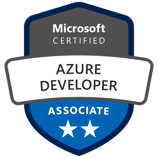 Microsoft
CERTIFIED
AZURE
DEVELOPER
ASSOCIATE